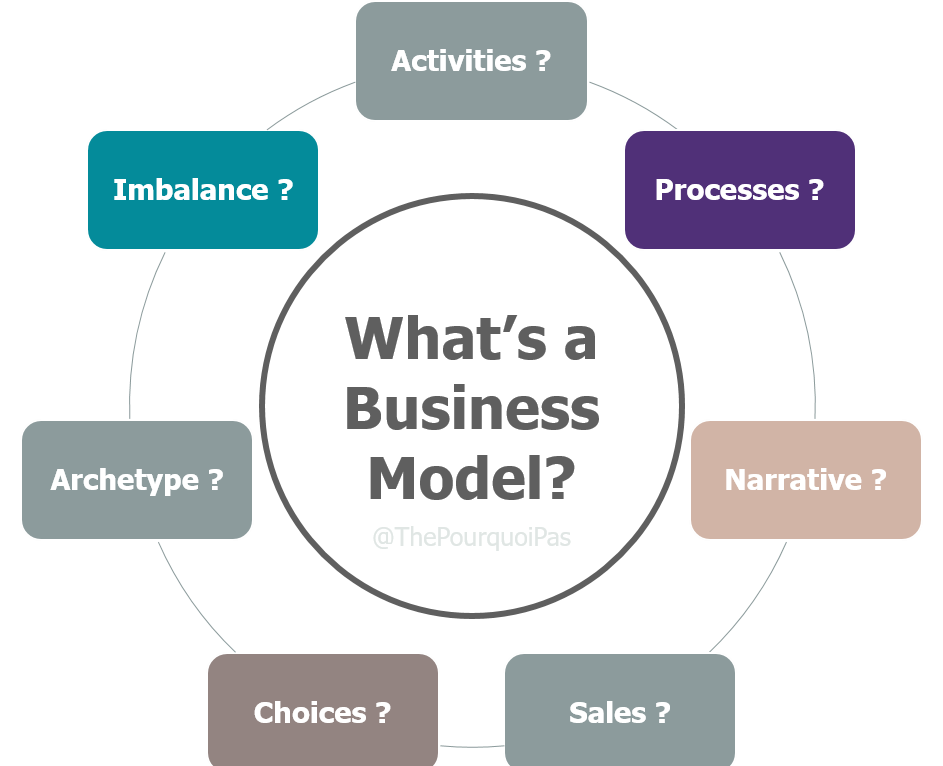 Activities ?
Imbalance ?
Processes ?
What’s a
Business
Model?
@ThePourquoiPas
Archetype ?
Narrative ?
Choices ?
Sales ?